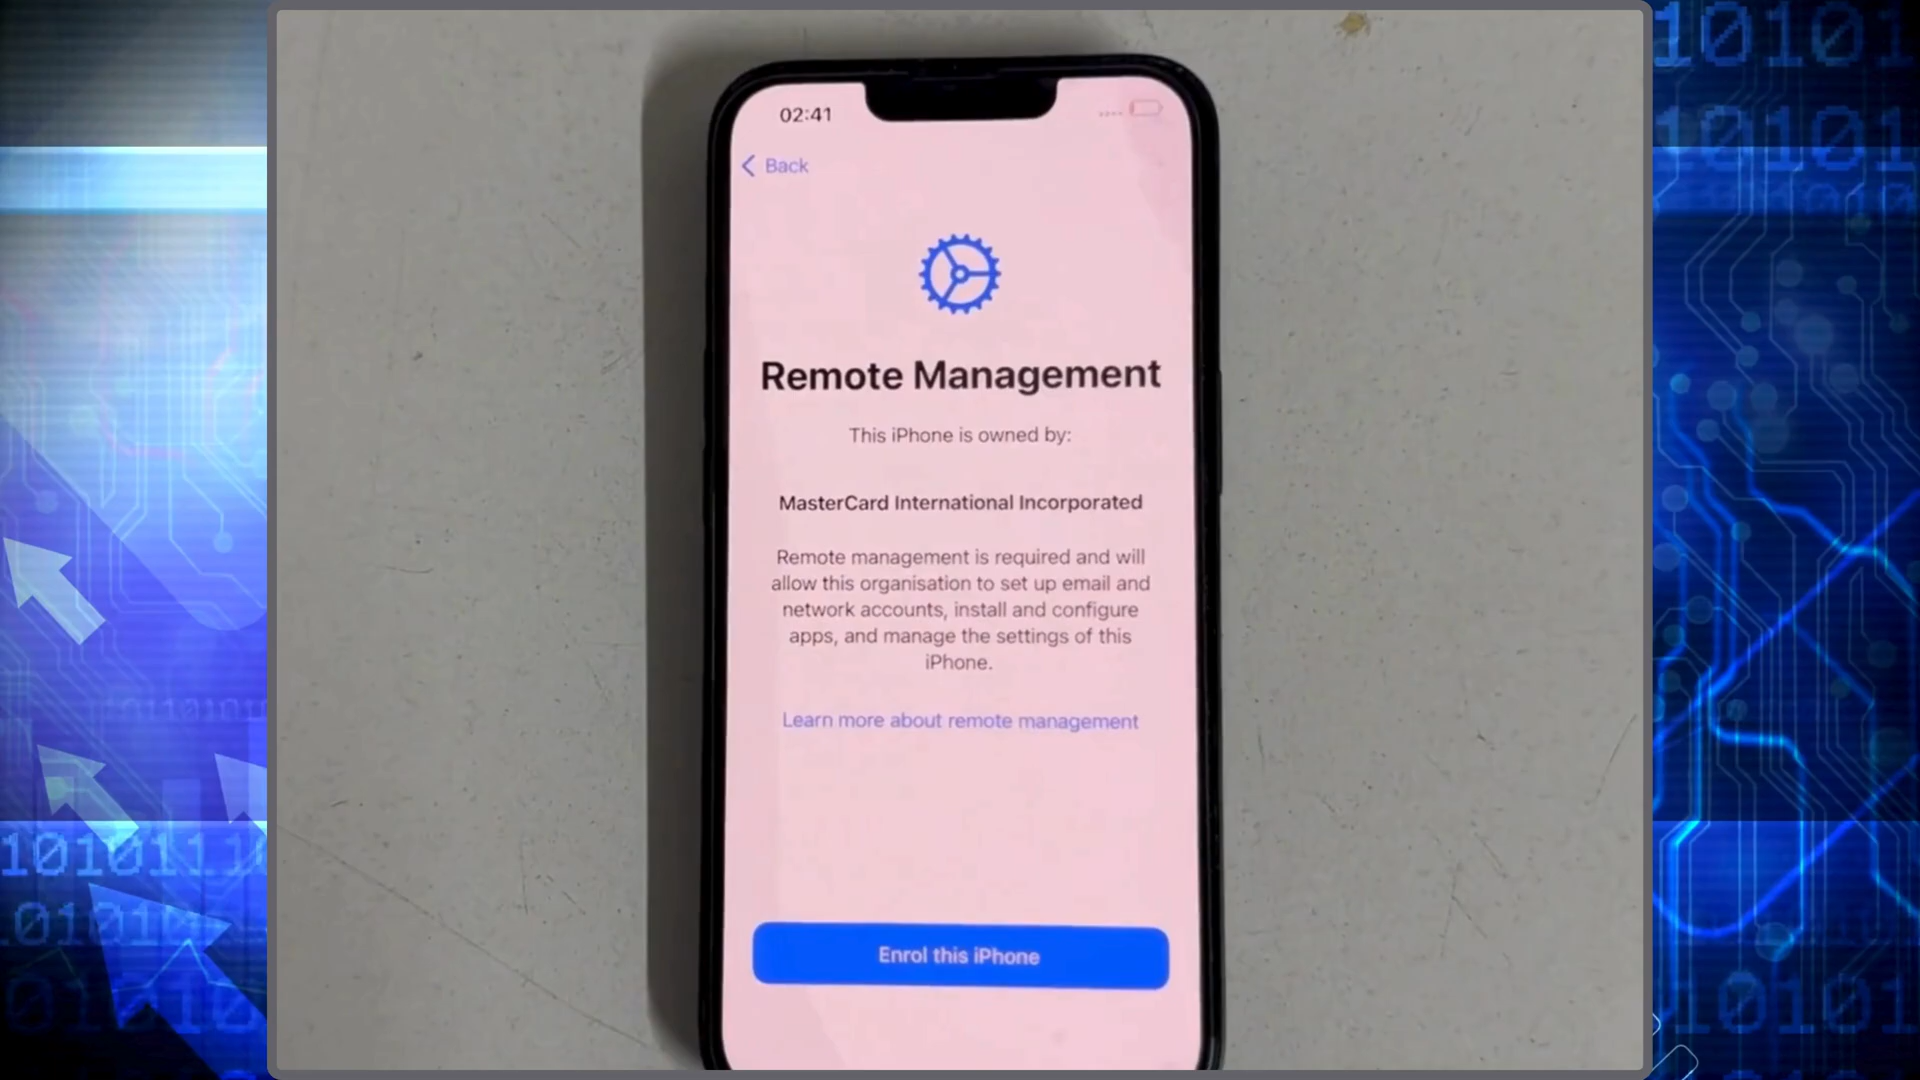 02:41
Back
Remote Management
This iPhone is owned by:
MasterCard International Incorporated
Remote management is required and will
allow this organisation to set up email and
network accounts, install and configure
apps, and manage the settings of this
iPhone.
Learn more about remote management
Enrol this iPhone